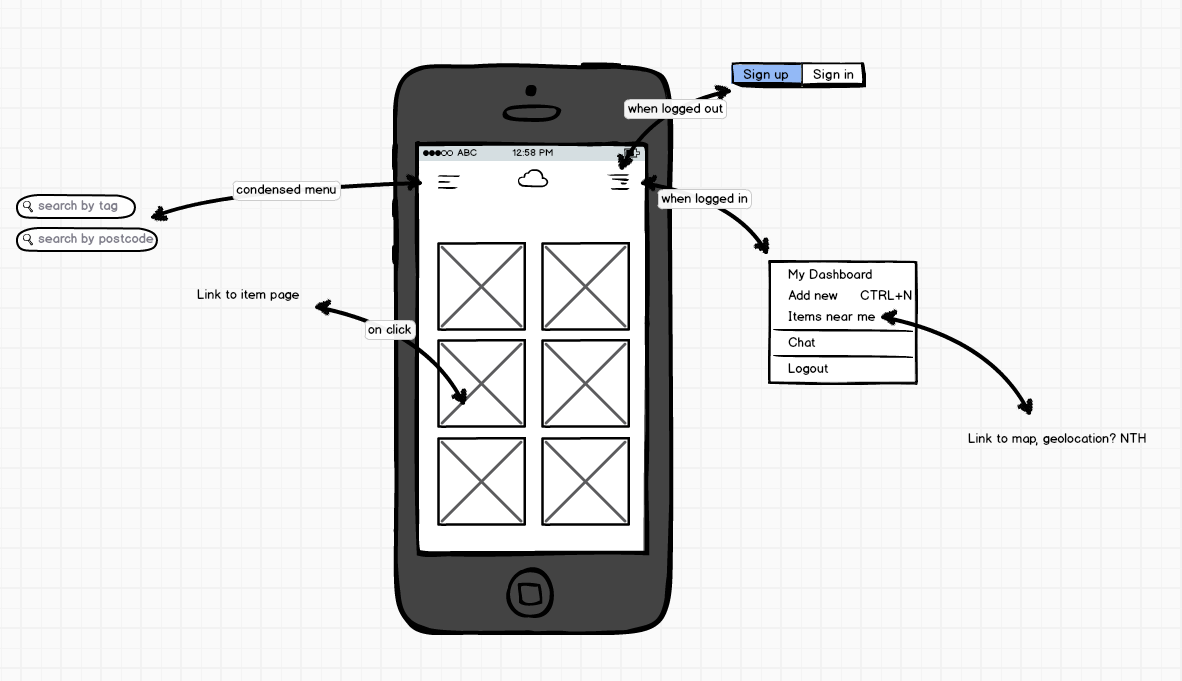 Sign up Sign in
when logged out
ABC 12:58 PM
condensed menu
when logged in
search by tag
search by postcode
My Dashboard
Add new CTRL+N
Items near me
Chat
Logout
Link to item page
on click
Link to map, geolocation? NTH